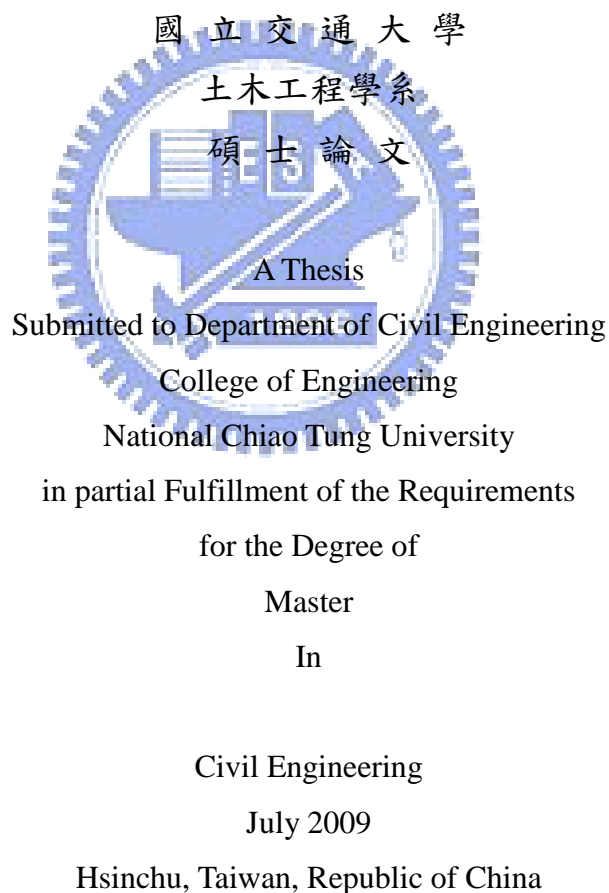 國 立 交 通 大 學
土木工程學系
碩 士 論 文
A Thesis
Submitted to Department of Civil Engineering
College of Engineering
National Chiao Tung University
in partial Fulfillment of the Requirements
for the Degree of
Master
In
Civil Engineering
July 2009
Hsinchu, Taiwan, Republic of China